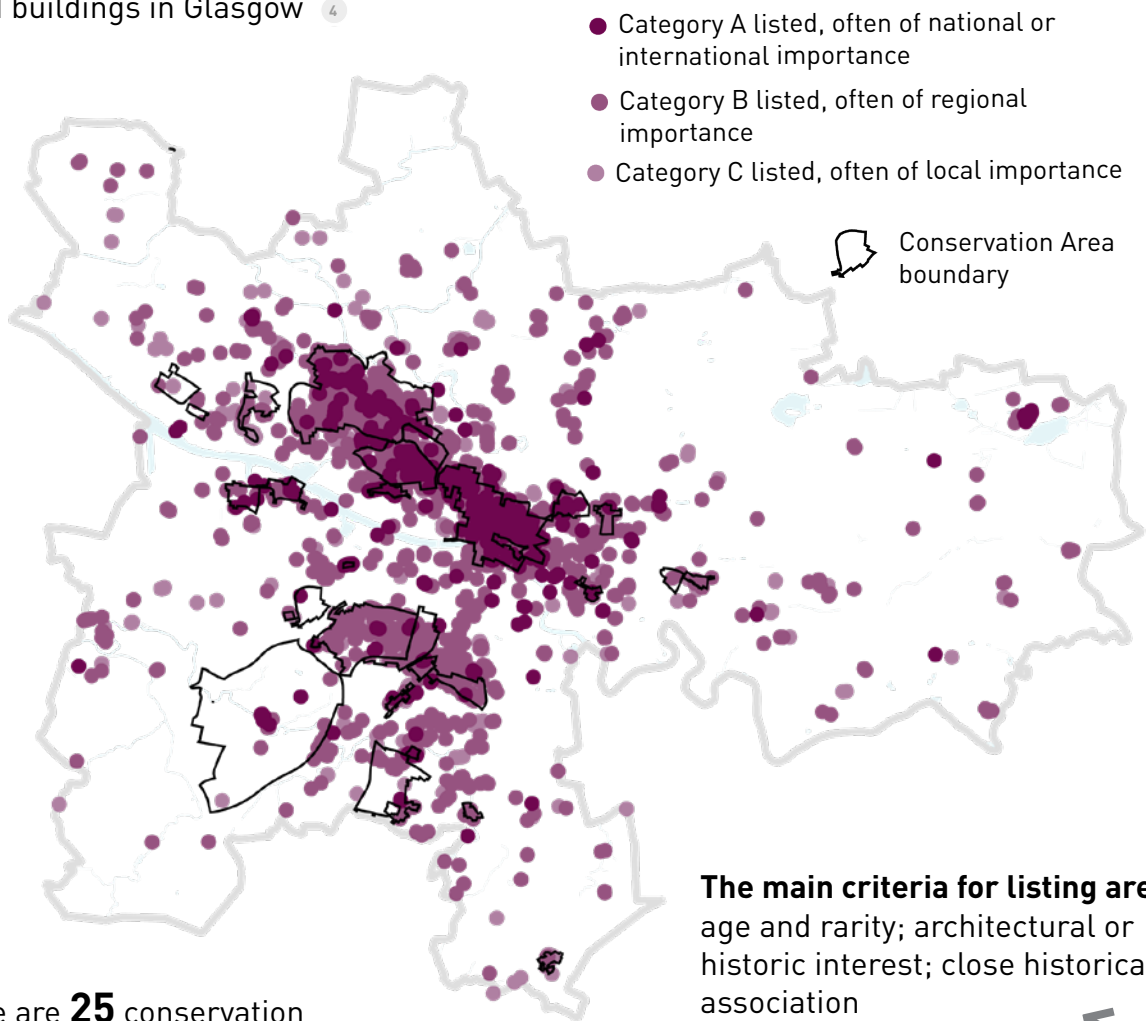 buildings in Glasgow 4
Category A listed, often of national or
international importance
Category B listed, often of regional
importance
Category C listed, often of local importance
Conservation Area
boundary
The main criteria for listing are
age and rarity; architectural or
historic interest; close historica
association
e are 25 conservation